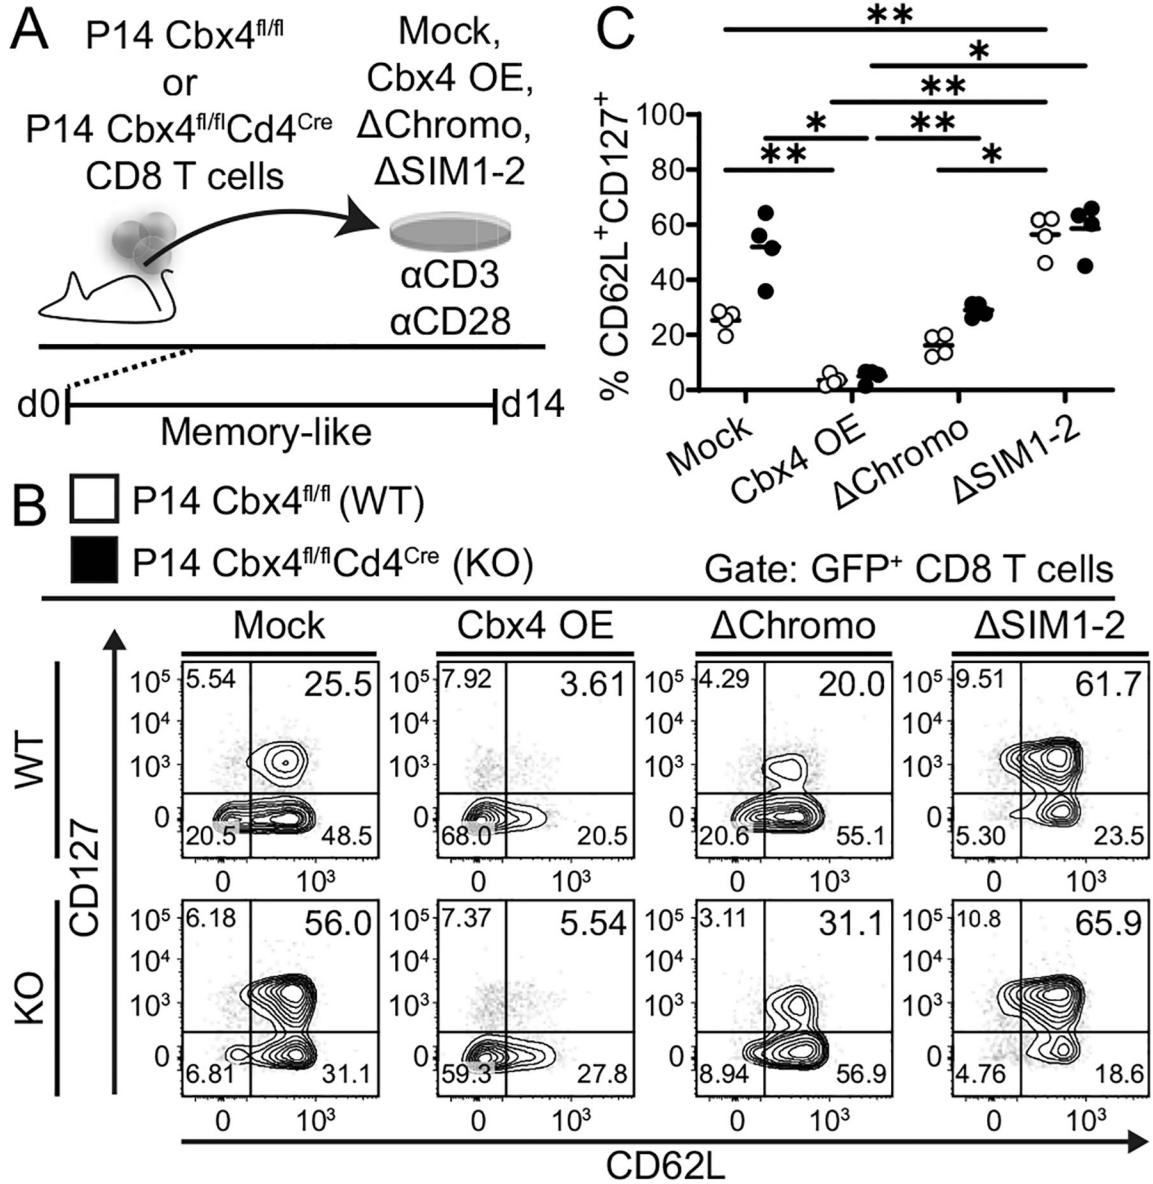 A
P14 Cbx4fl/fl
or
P14 Cbx4fl/flCd4Cre
CD8 T cells
Mock,
Cbx4 OE,
ΔChromo,
ΔSIM1-2
αCD3
αCD28
d0
d14
Memory-like
C
**
*
**
* **
** *
% CD62L+CD127+
100
80
60
40
20
0
Mock
Cbx4 OE
ΔChromo
ΔSIM1-2
B
P14 Cbx4fl/fl (WT)
P14 Cbx4fl/flCd4Cre (KO)
Gate: GFP+ CD8 T cells
Mock Cbx4 OE ΔChromo ΔSIM1-2
CD127
WT
10⁵ 5.54 25.5 10⁵ 7.92 3.61 10⁵ 4.29 20.0 10⁵ 9.51 61.7
10⁴ 10⁴ 10⁴ 10⁴
10³ 10³ 10³ 10³
0 0 0 0
20.5 48.5 68.0 20.5 20.6 55.1 5.30 23.5
0 10³ 0 10³ 0 10³ 0 10³
KO
10⁵ 6.18 56.0 10⁵ 7.37 5.54 10⁵ 3.11 31.1 10⁵ 10.8 65.9
10⁴ 10⁴ 10⁴ 10⁴
10³ 10³ 10³ 10³
0 0 0 0
6.81 31.1 59.3 27.8 8.94 56.9 4.76 18.6
0 10³ 0 10³ 0 10³ 0 10³
CD62L